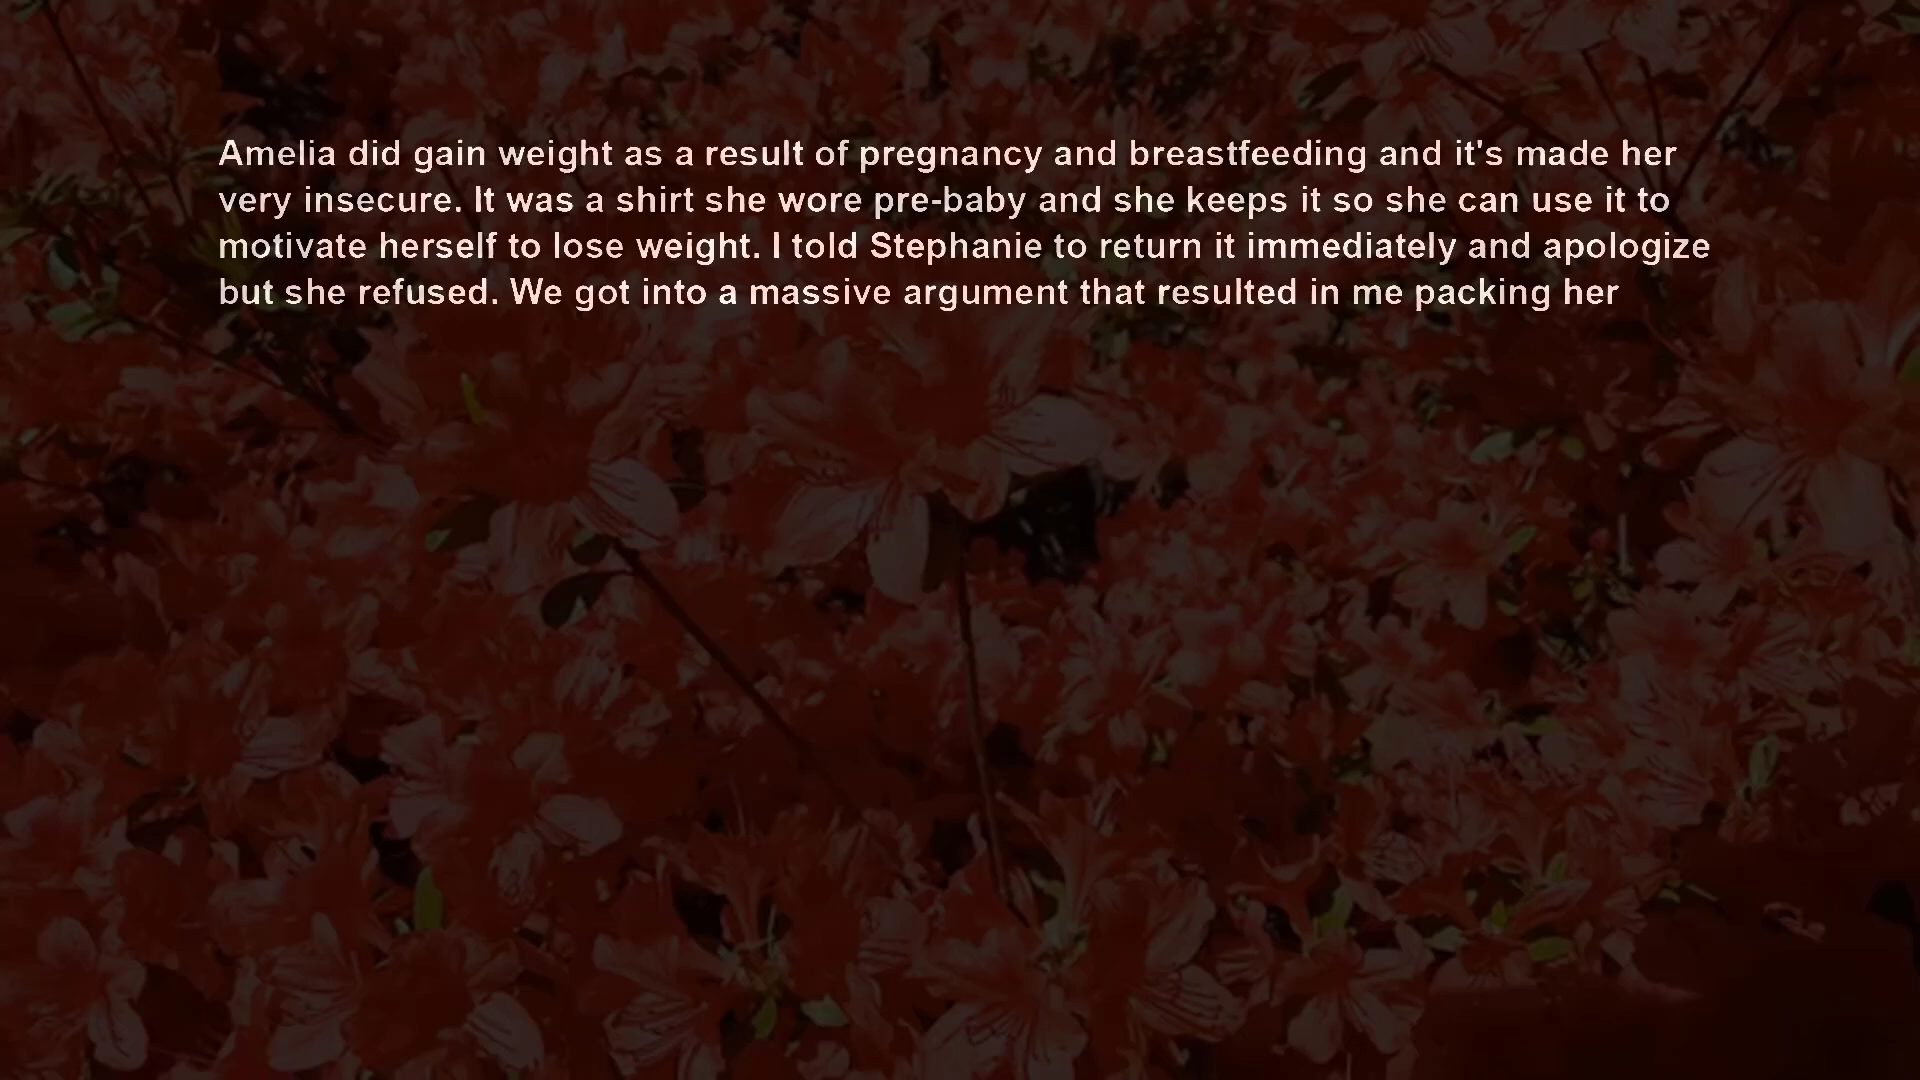 Amelia did gain weight as a result of pregnancy and breastfeeding and it's made her
very insecure. It was a shirt she wore pre-baby and she keeps it so she can use it to
motivate herself to lose weight. I told Stephanie to return it immediately and apologize
but she refused. We got into a massive argument that resulted in me packing her